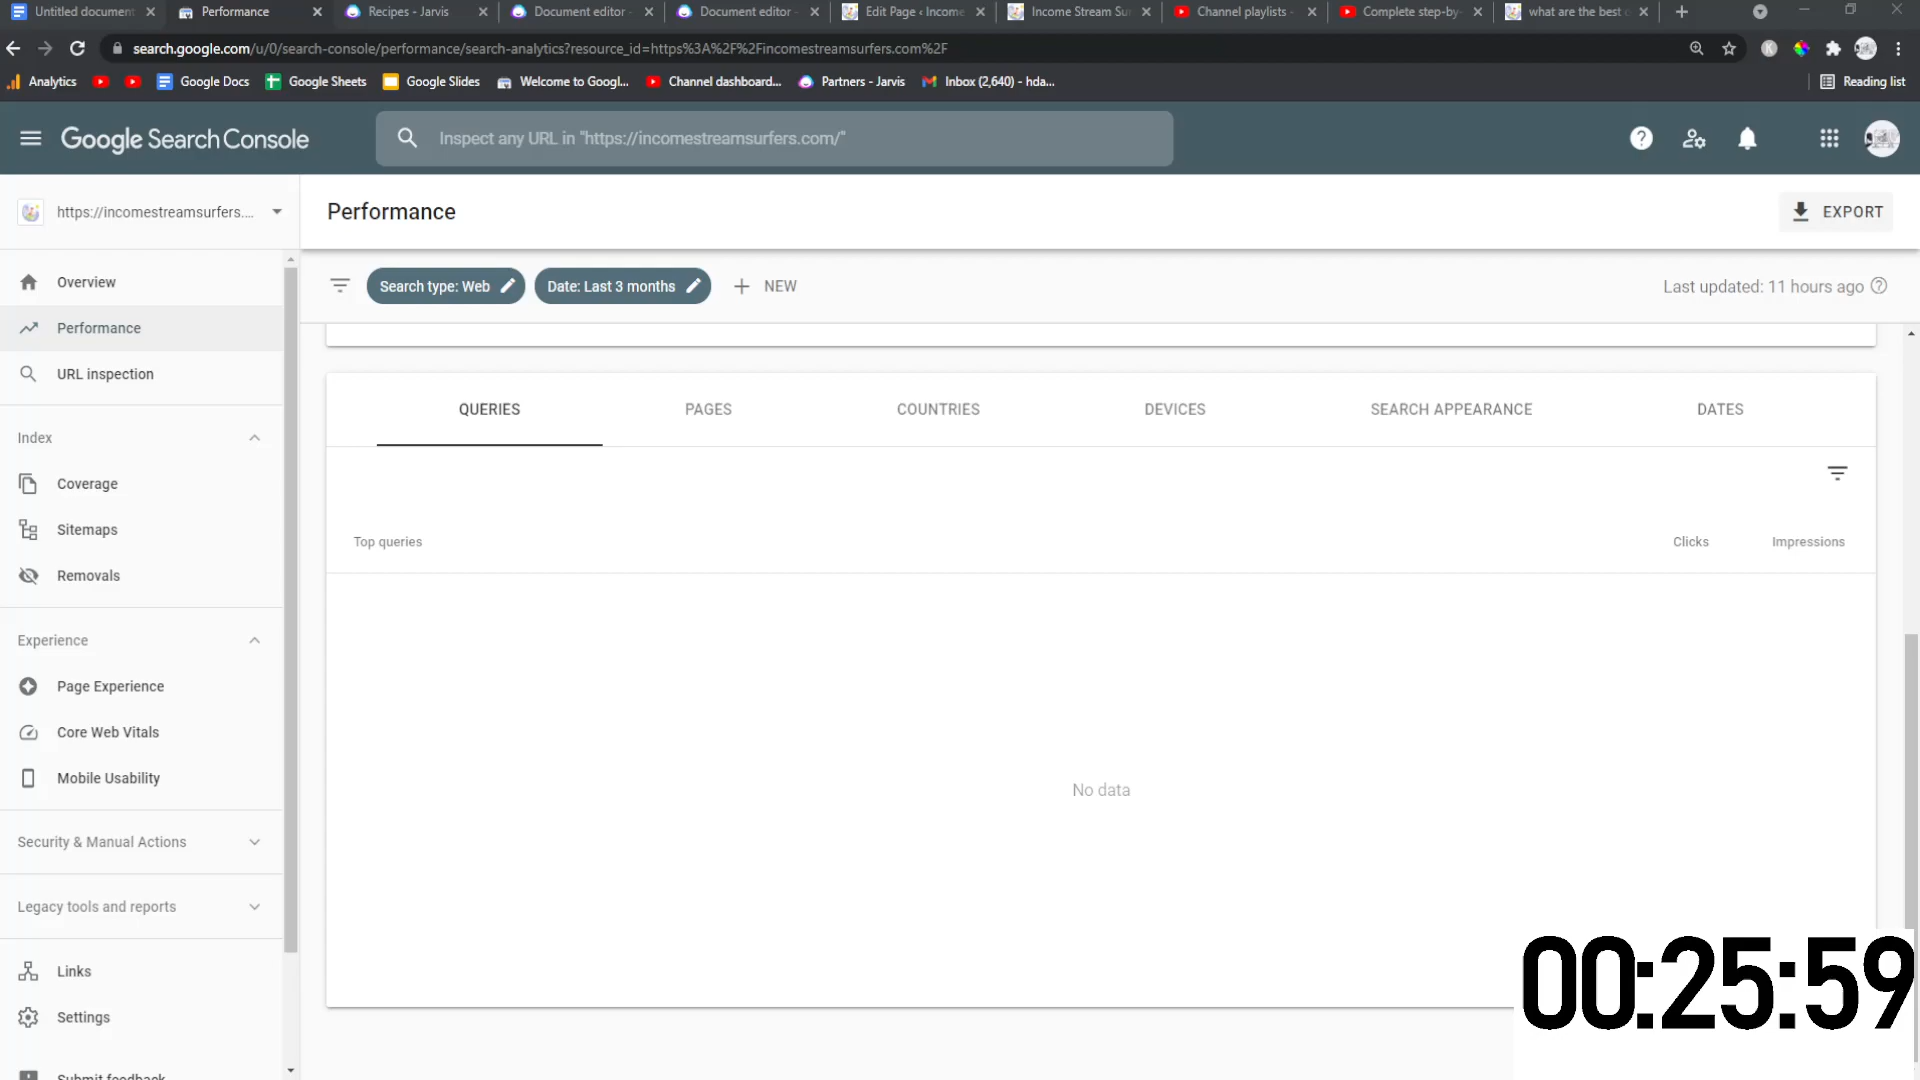 Untitled document
Performance
Recipes - Jarvis
Document editor -
Document editor -
Edit Page ‹ Income
Income Stream Sur
Channel playlists -
Complete step-by-
what are the best
search.google.com/u/0/search-console/performance/search-analytics?resource_id=https%3A%2F%2Fincomestreamsurfers.com%2F
Analytics
Google Docs
Google Sheets
Google Slides
Welcome to Googl...
Channel dashboard...
Partners - Jarvis
Inbox (2,640) - hda...
Reading list
Google Search Console
Inspect any URL in "https://incomestreamsurfers.com/"
https://incomestreamsurfers....
Performance
EXPORT
Search type: Web
Date: Last 3 months
NEW
Last updated: 11 hours ago
Overview
Performance
URL inspection
Index
Coverage
Sitemaps
Removals
Experience
Page Experience
Core Web Vitals
Mobile Usability
Security & Manual Actions
Legacy tools and reports
Links
Settings
Submit feedback
QUERIES
PAGES
COUNTRIES
DEVICES
SEARCH APPEARANCE
DATES
Top queries
Clicks
Impressions
No data
00:25:59